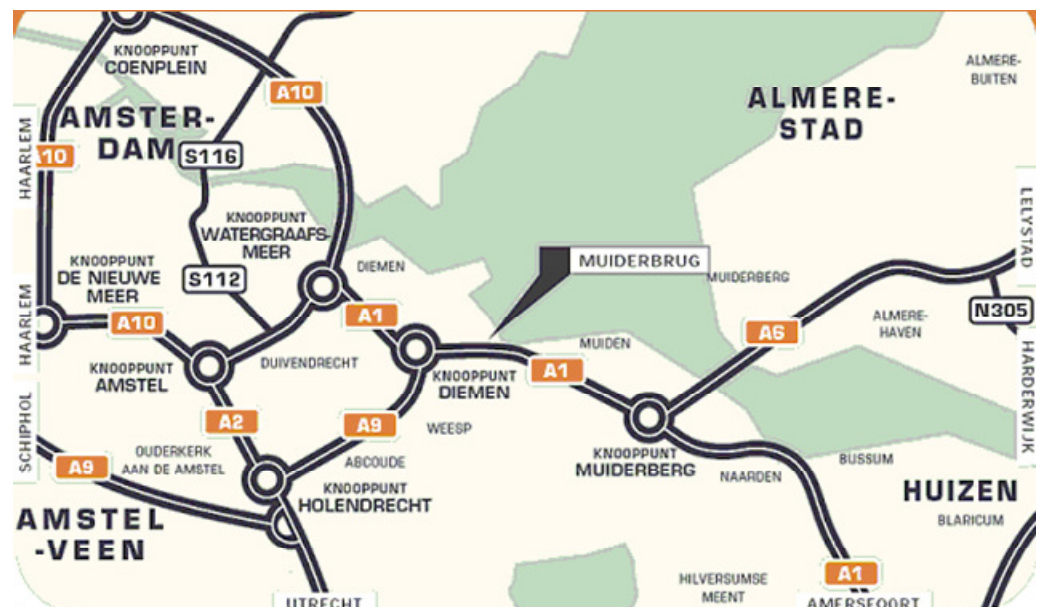 KNOOPPUNT
COENPLEIN
A10
AMSTER-
DAM
A10
HAARLEM
S116
ALMERE-
STAD
ALMERE-
BUITEN
LELYSTAD
KNOOPPUNT
WATERGRAAFS-
MEER
DIEMEN
MUIDERBRUG
MUIDERBERG
KNOOPPUNT
DE NIEUWE
MEER
S112
A1
A10
HAARLEM
A6
ALMERE-
HAVEN
N305
HARDERWIJK
KNOOPPUNT
AMSTEL
DUIVENDRECHT
KNOOPPUNT
DIEMEN
MUIDEN
A1
A2
A9
WEESP
SCHIPHOL
A9
OUDERKERK
AAN DE AMSTEL
ABCOUDE
KNOOPPUNT
MUIDERBERG
NAARDEN
BUSSUM
KNOOPPUNT
HOLENDRECHT
HUIZEN
BLARICUM
AMSTEL
-VEEN
HILVERSUMSE
MEENT
A1
UTRECHT
AMERSFOORT